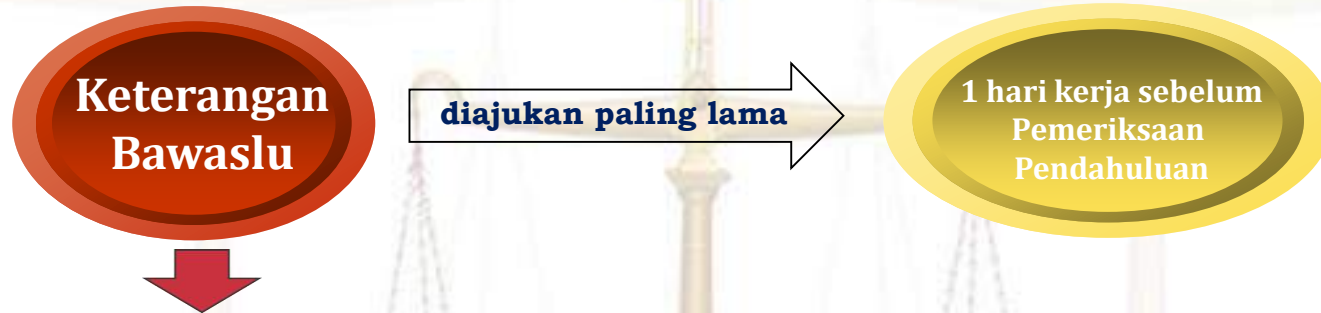 Keterangan
Bawaslu
diajukan paling lama
1 hari kerja sebelum
Pemeriksaan
Pendahuluan